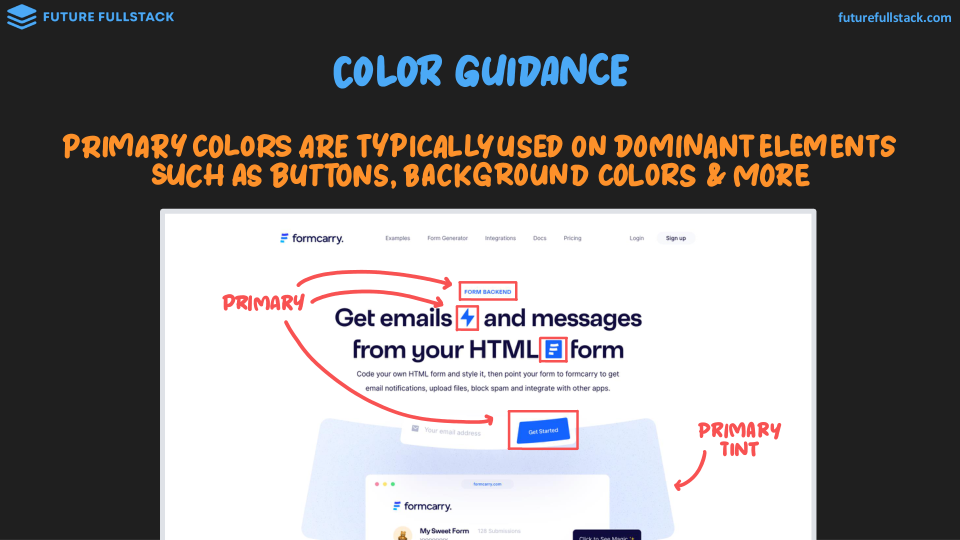 FUTURE FULLSTACK
futurefullstack.com
COLOR GUIDANCE
PRIMARY COLORS ARE TYPICALLY USED ON DOMINANT ELEMENTS
SUCH AS BUTTONS, BACKGROUND COLORS & MORE
formcarry.
Examples
Form Generator
Integrations
Docs
Pricing
Login
Sign up
PRIMARY
FORM BACKEND
Get emails and messages
from your HTML form
Code your own HTML form and style it, then point your form to formcarry to get
email notifications, upload files, block spam and integrate with other apps.
Your email address
Get Started
PRIMARY
TINT
formcarry.com
formcarry.
My Sweet Form 128 Submissions
Click to See Magic